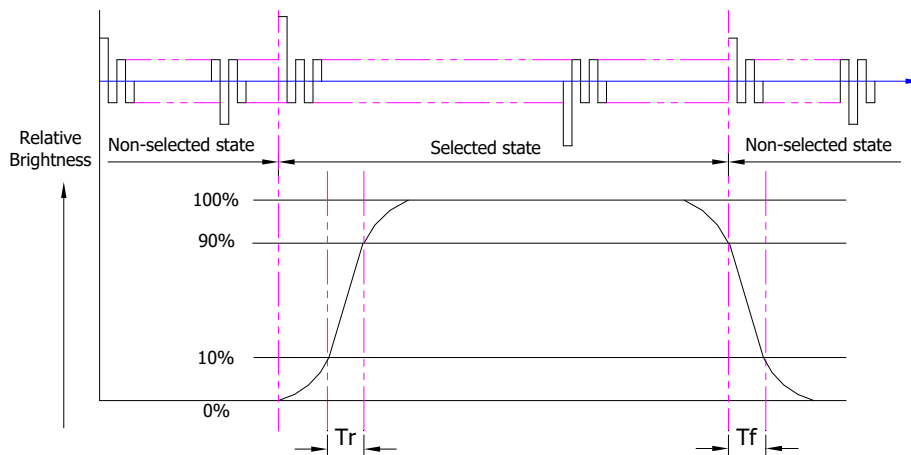 Relative
Brightness
Non-selected state
Selected state
Non-selected state
100%
90%
10%
0%
Tr
Tf